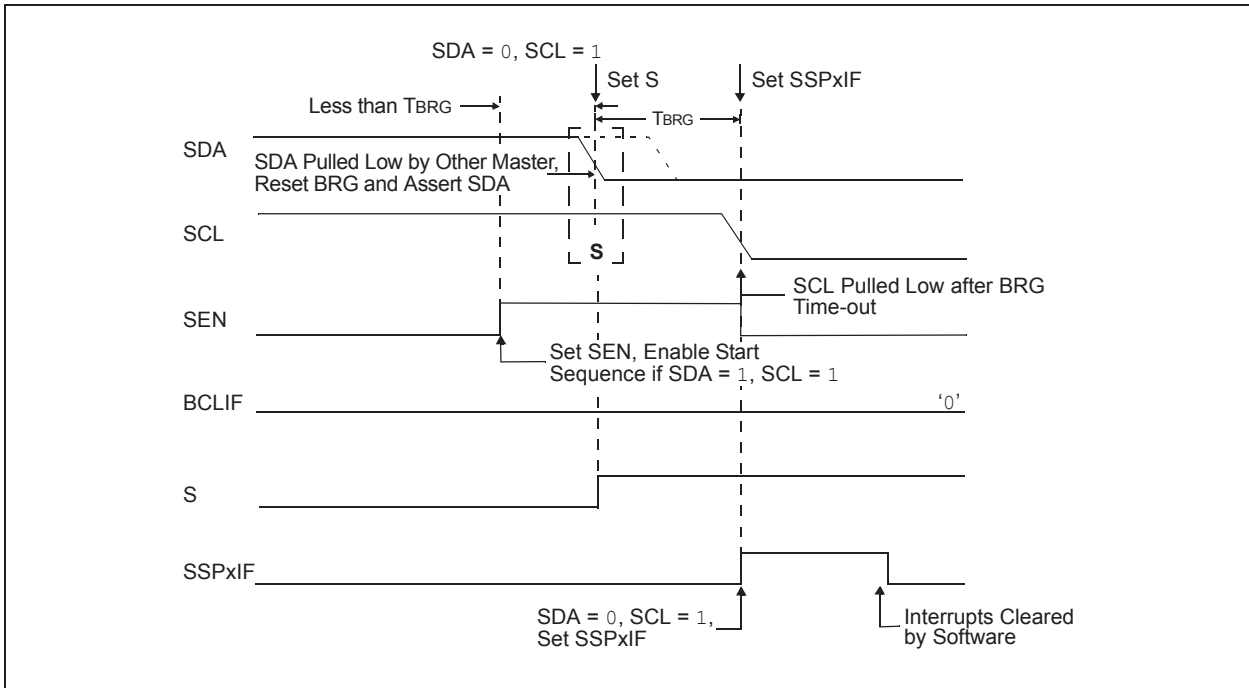 SDA = 0, SCL = 1
Set S
Set SSPxIF
Less than TBRG
TBRG
SDA
SDA Pulled Low by Other Master,
Reset BRG and Assert SDA
SCL
S
SCL Pulled Low after BRG
Time-out
SEN
Set SEN, Enable Start
Sequence if SDA = 1, SCL = 1
BCLIF
‘0’
S
SSPxIF
SDA = 0, SCL = 1,
Set SSPxIF
Interrupts Cleared
by Software